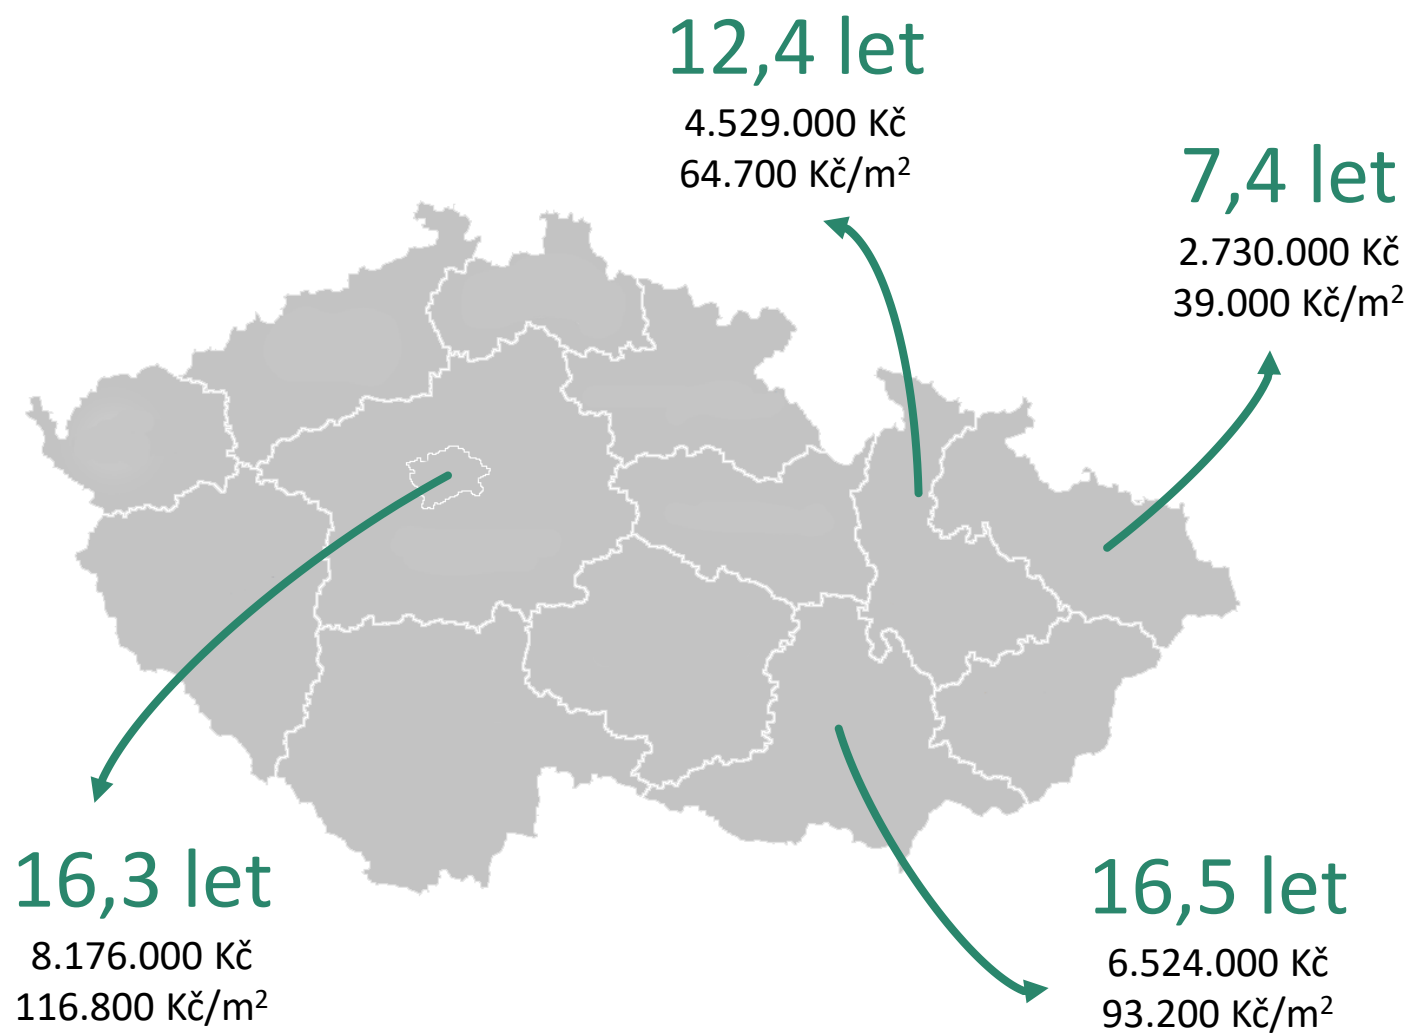 12,4 let
4.529.000 Kč
64.700 Kč/m²
7,4 let
2.730.000 Kč
39.000 Kč/m²
16,3 let
8.176.000 Kč
116.800 Kč/m²
16,5 let
6.524.000 Kč
93.200 Kč/m²